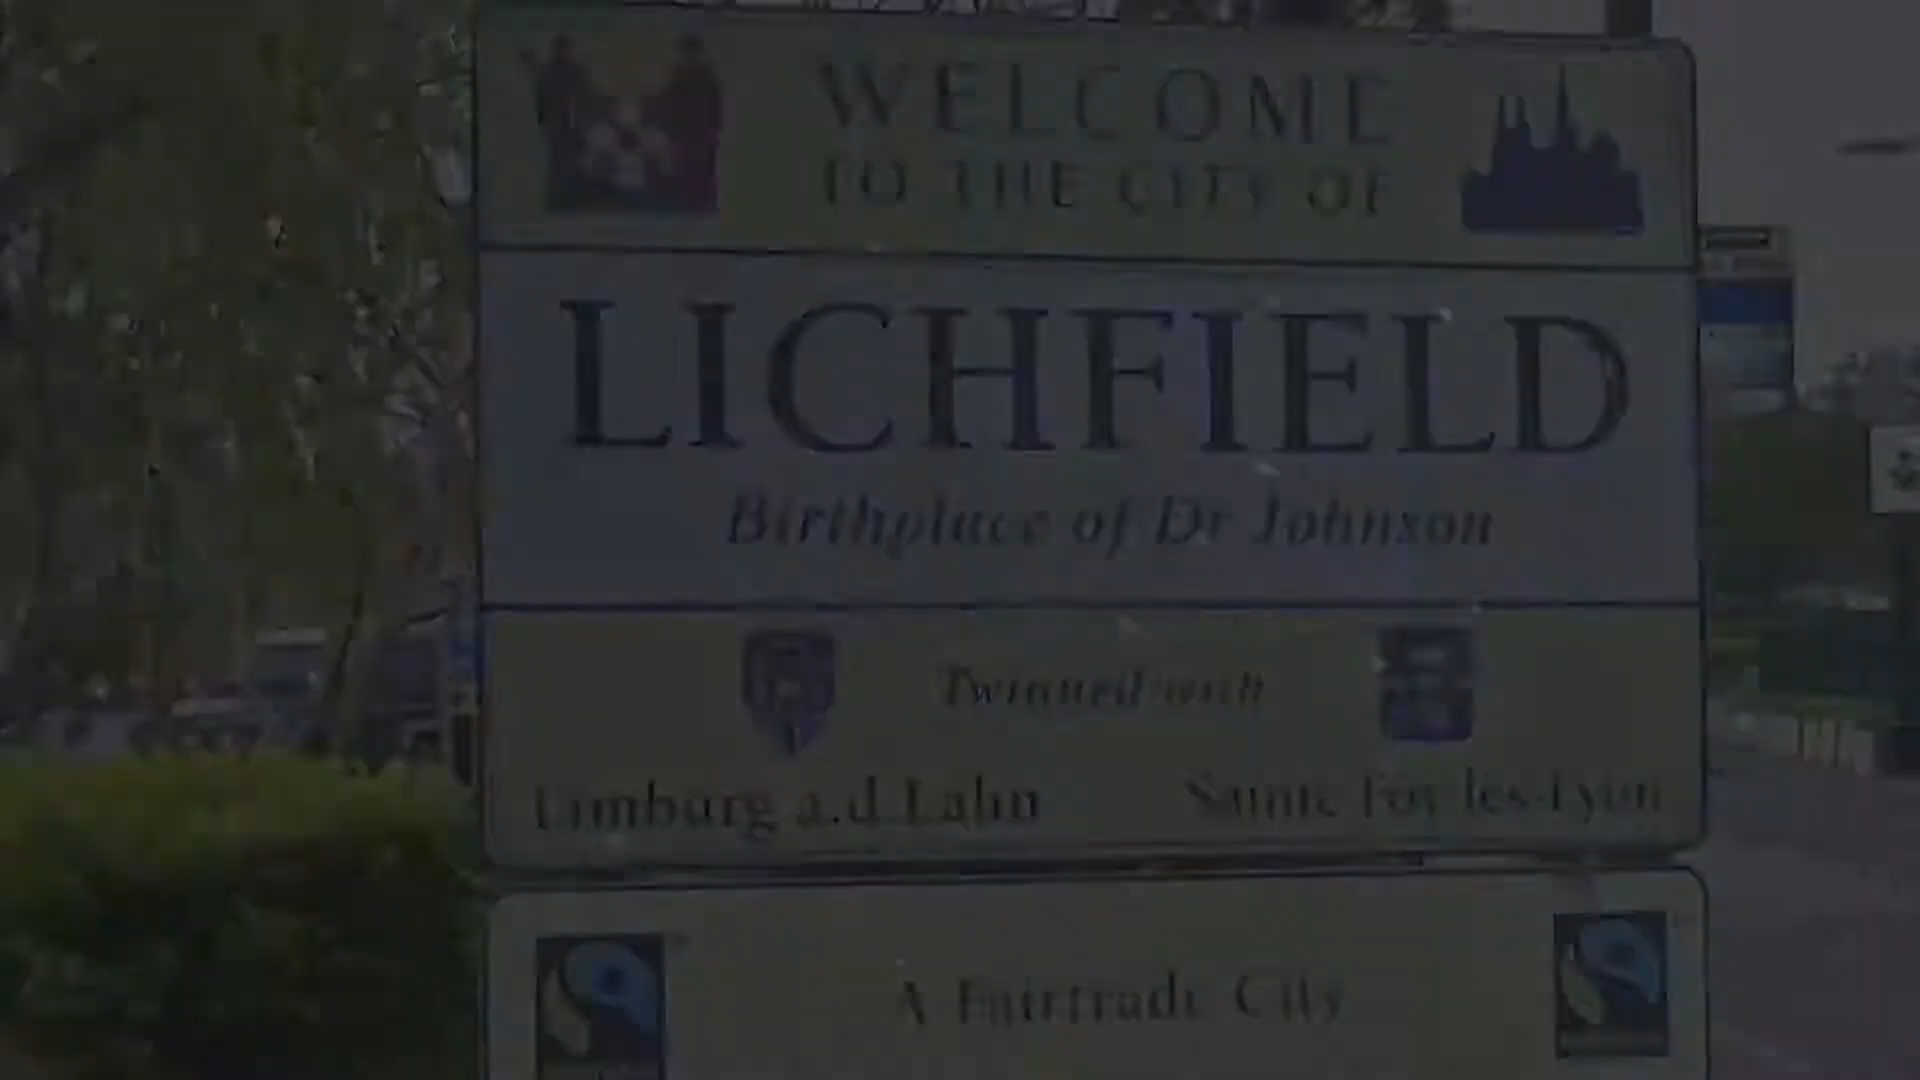 WELCOME
TO THE CITY OF
LICHFIELD
Birthplace of Dr Johnson
Twinned with
Limburg a.d.Lahn
Sainte Foy-les-Lyon
A Fairtrade City